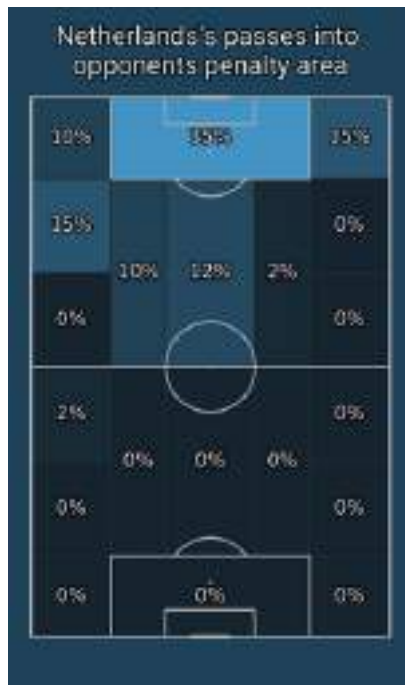 Netherlands's passes into
opponents penalty area
10% 35% 15%
15% 0%
10% 12% 2%
0% 0%
2% 0%
0% 0% 0%
0% 0%
0% 0% 0%